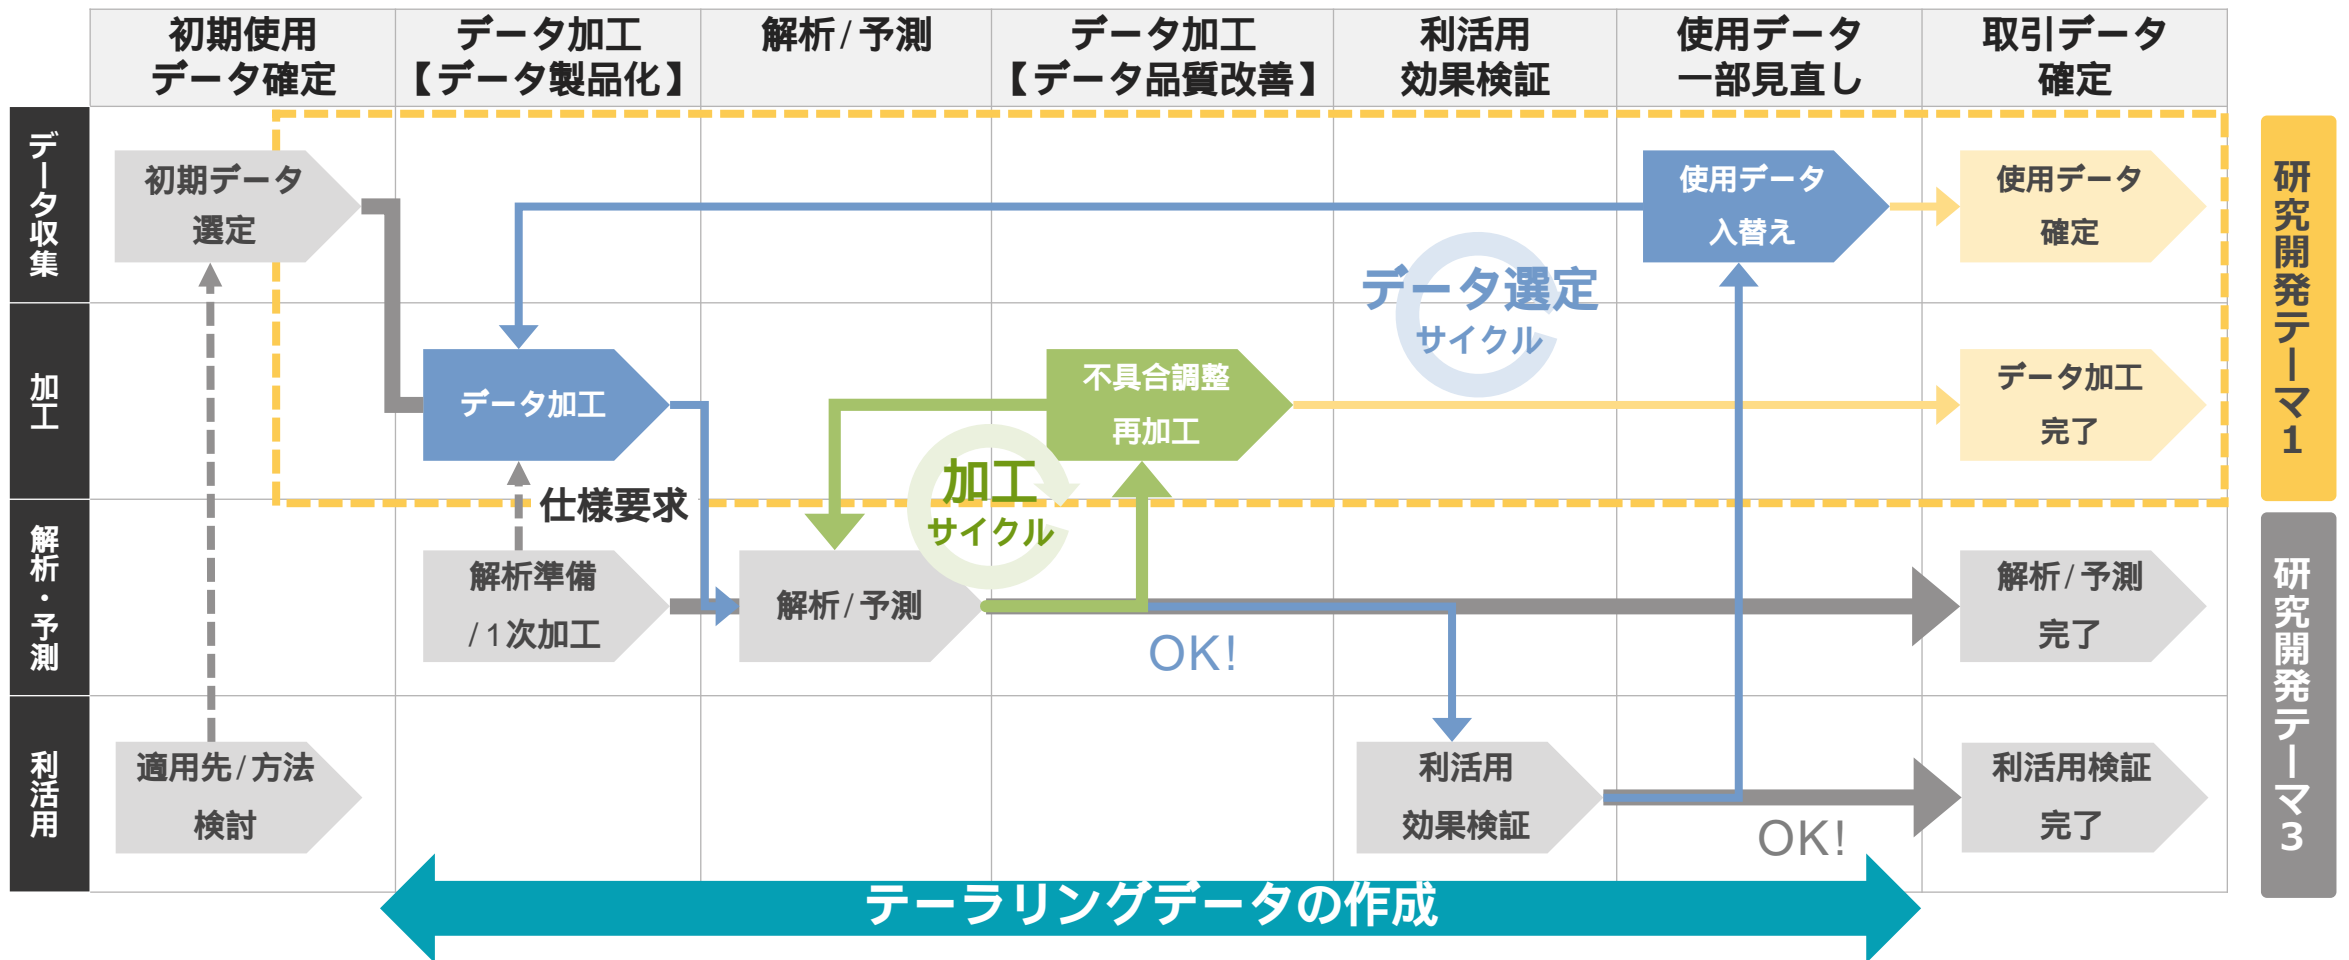 初期使用
データ確定
データ加工
【データ製品化】
解析/予測
データ加工
【データ品質改善】
利活用
効果検証
使用データ
一部見直し
取引データ
確定
データ収集
初期データ
選定
使用データ
入替え
使用データ
確定
データ選定
サイクル
研究開発テーマ1
加工
データ加工
不具合調整
再加工
データ加工
完了
加工
サイクル
仕様要求
解析・予測
解析準備
/1次加工
解析/予測
OK!
解析/予測
完了
研究開発テーマ3
利活用
適用先/方法
検討
利活用
効果検証
OK!
利活用検証
完了
テーラリングデータの作成